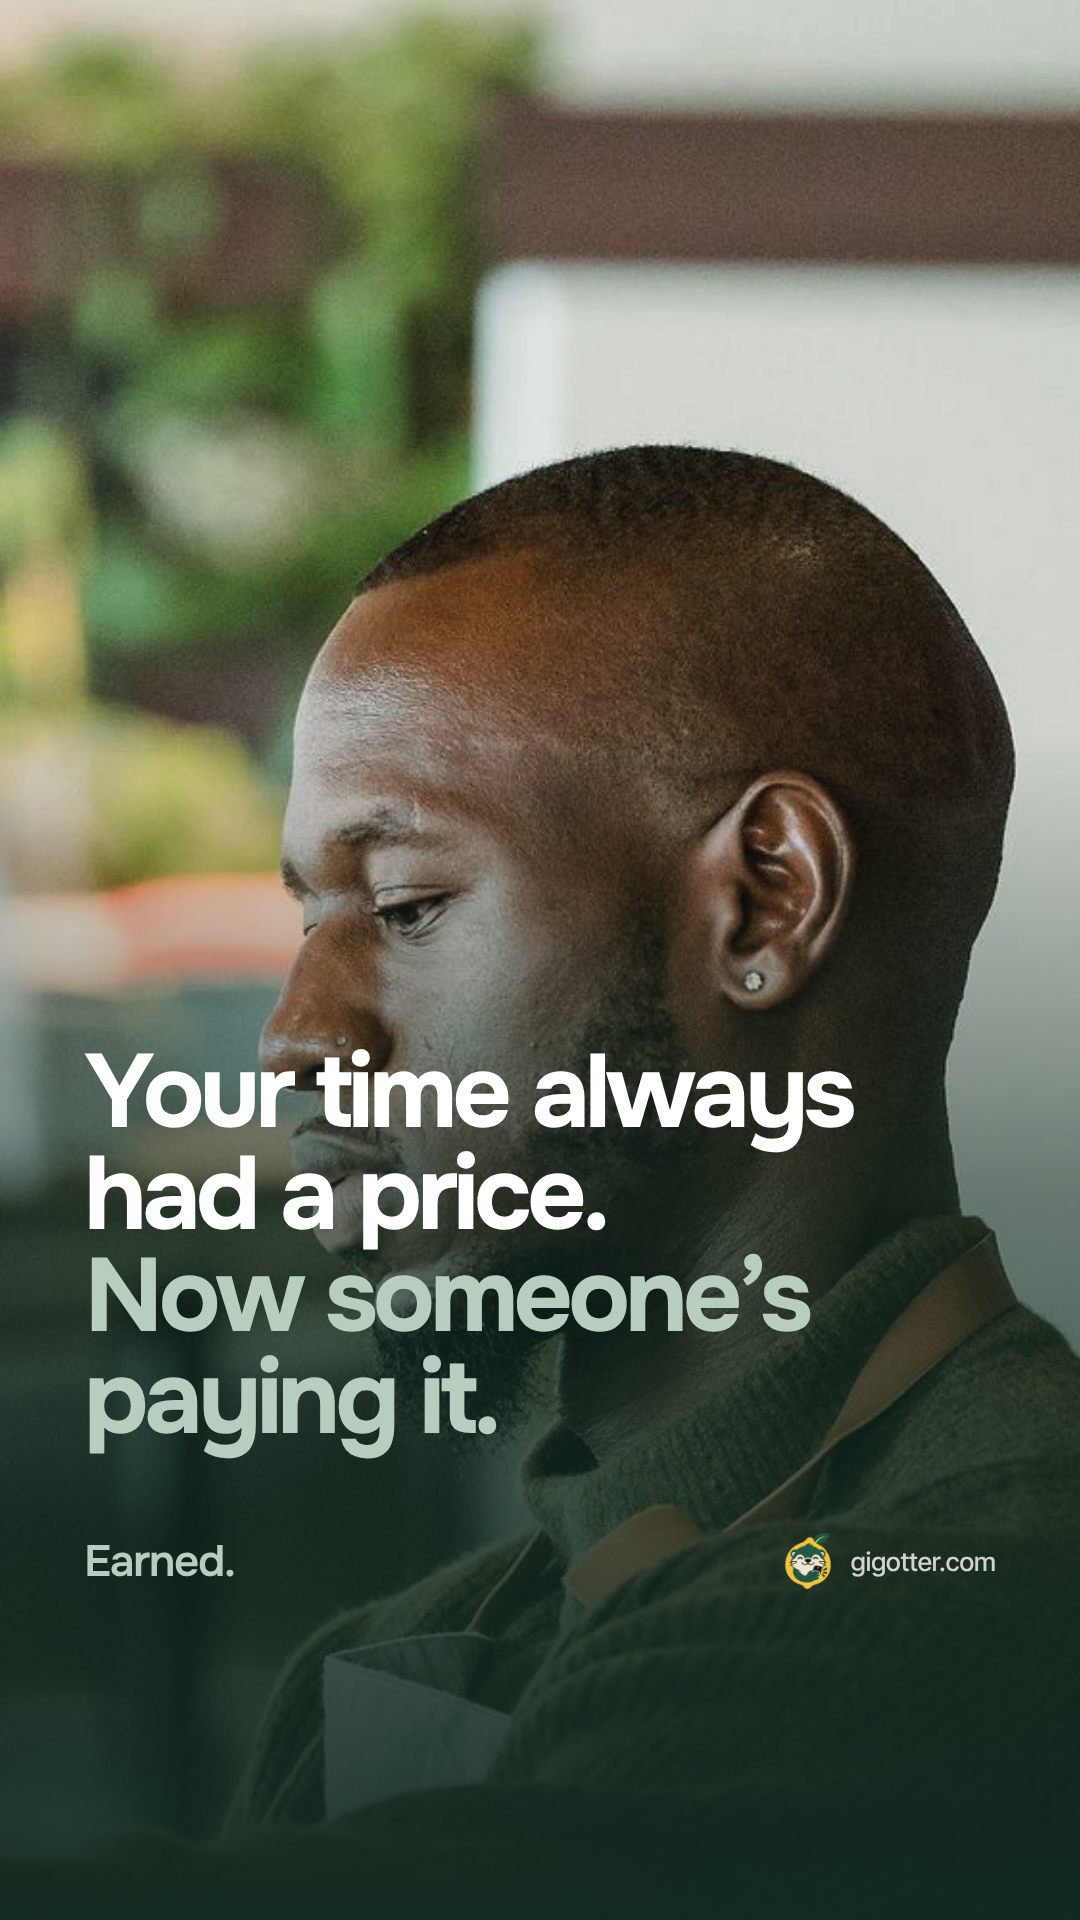 Your time always
had a price.
Now someone’s
paying it.
Earned.
gigotter.com